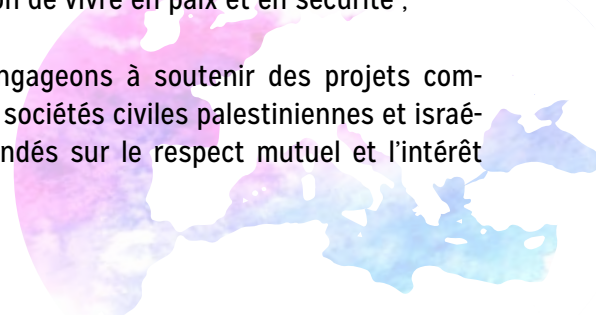 on de vivre en paix et en sécurité ;
ngageons à soutenir des projets com-
sociétés civiles palestiniennes et israé-
ndés sur le respect mutuel et l'intérêt